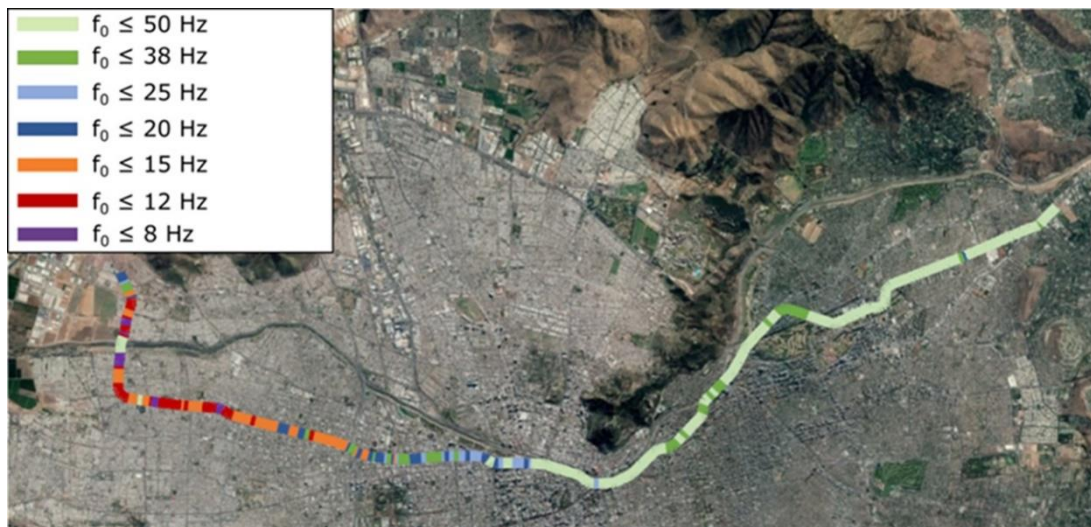 f₀ ≤ 50 Hz
f₀ ≤ 38 Hz
f₀ ≤ 25 Hz
f₀ ≤ 20 Hz
f₀ ≤ 15 Hz
f₀ ≤ 12 Hz
f₀ ≤ 8 Hz